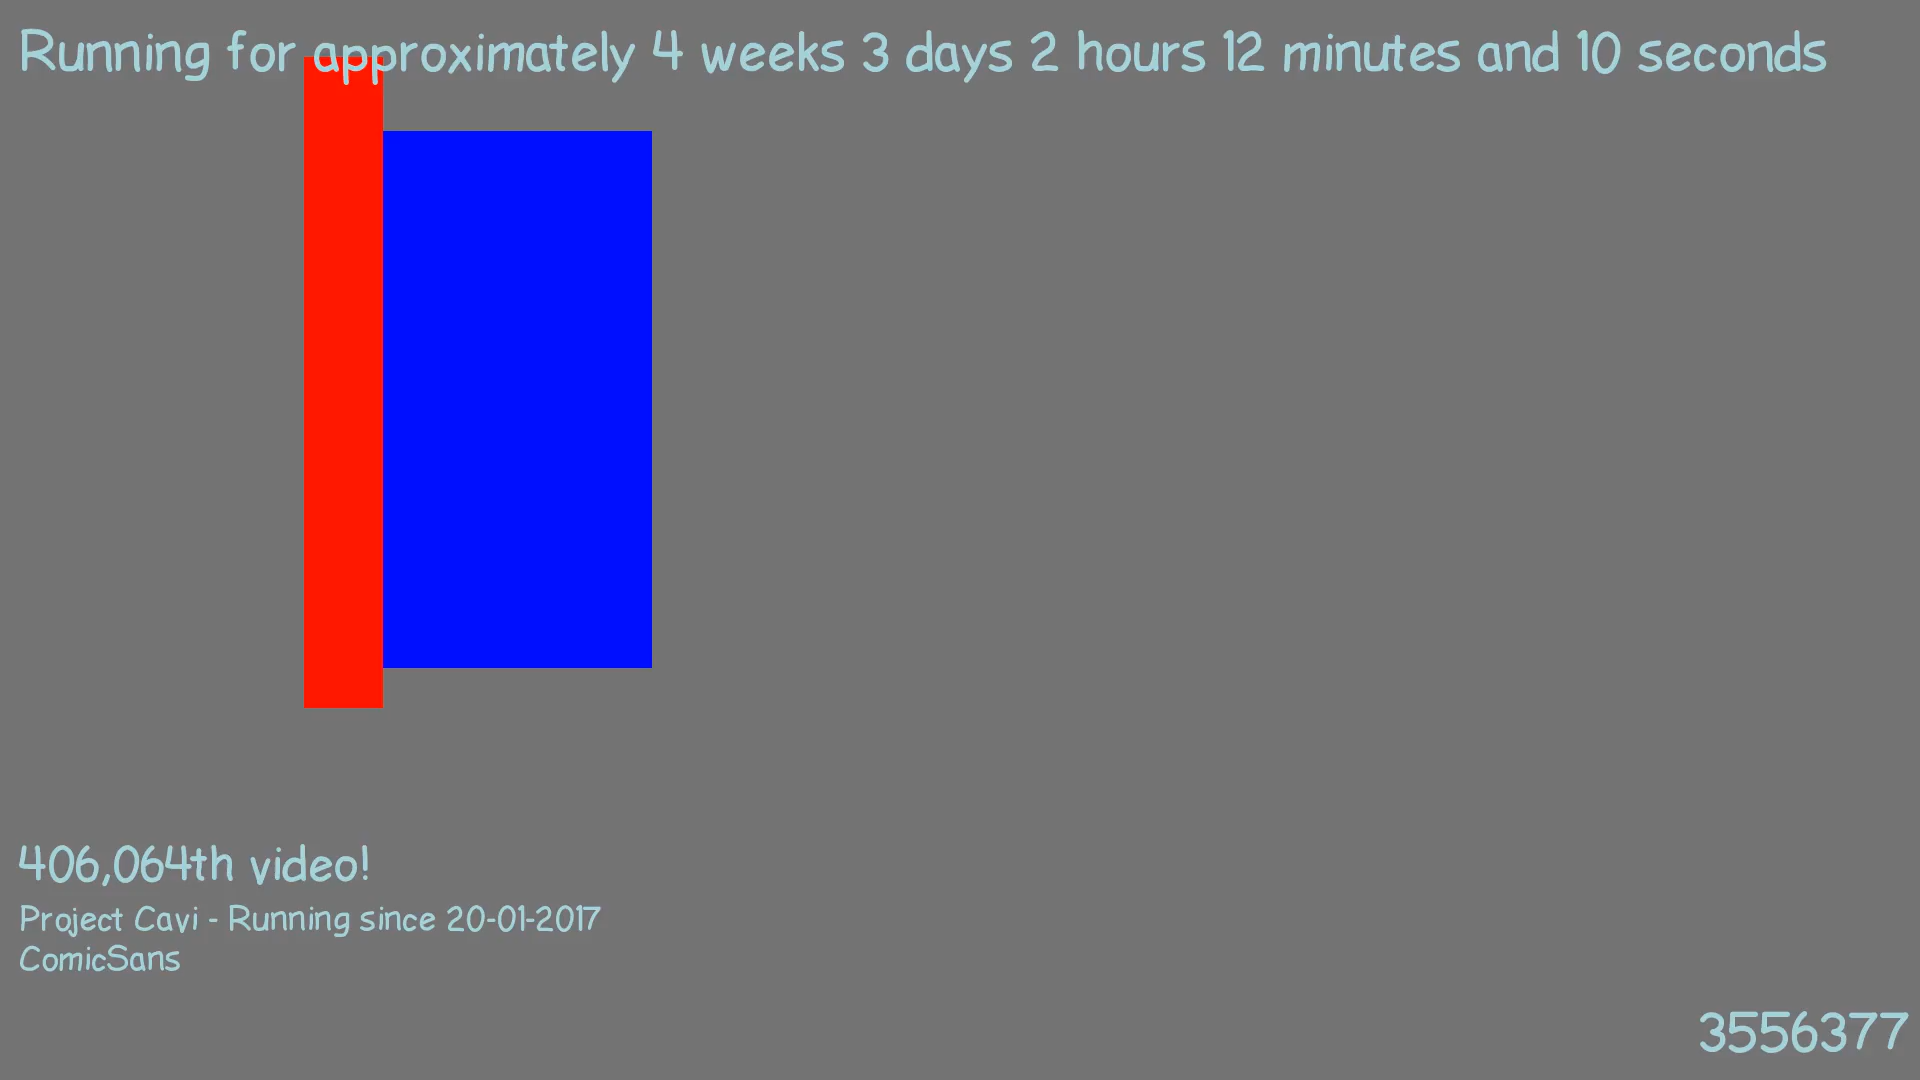 Running for approximately 4 weeks 3 days 2 hours 12 minutes and 10 seconds
406,064th video!
Project Cavi - Running since 20-01-2017
ComicSans
3556377